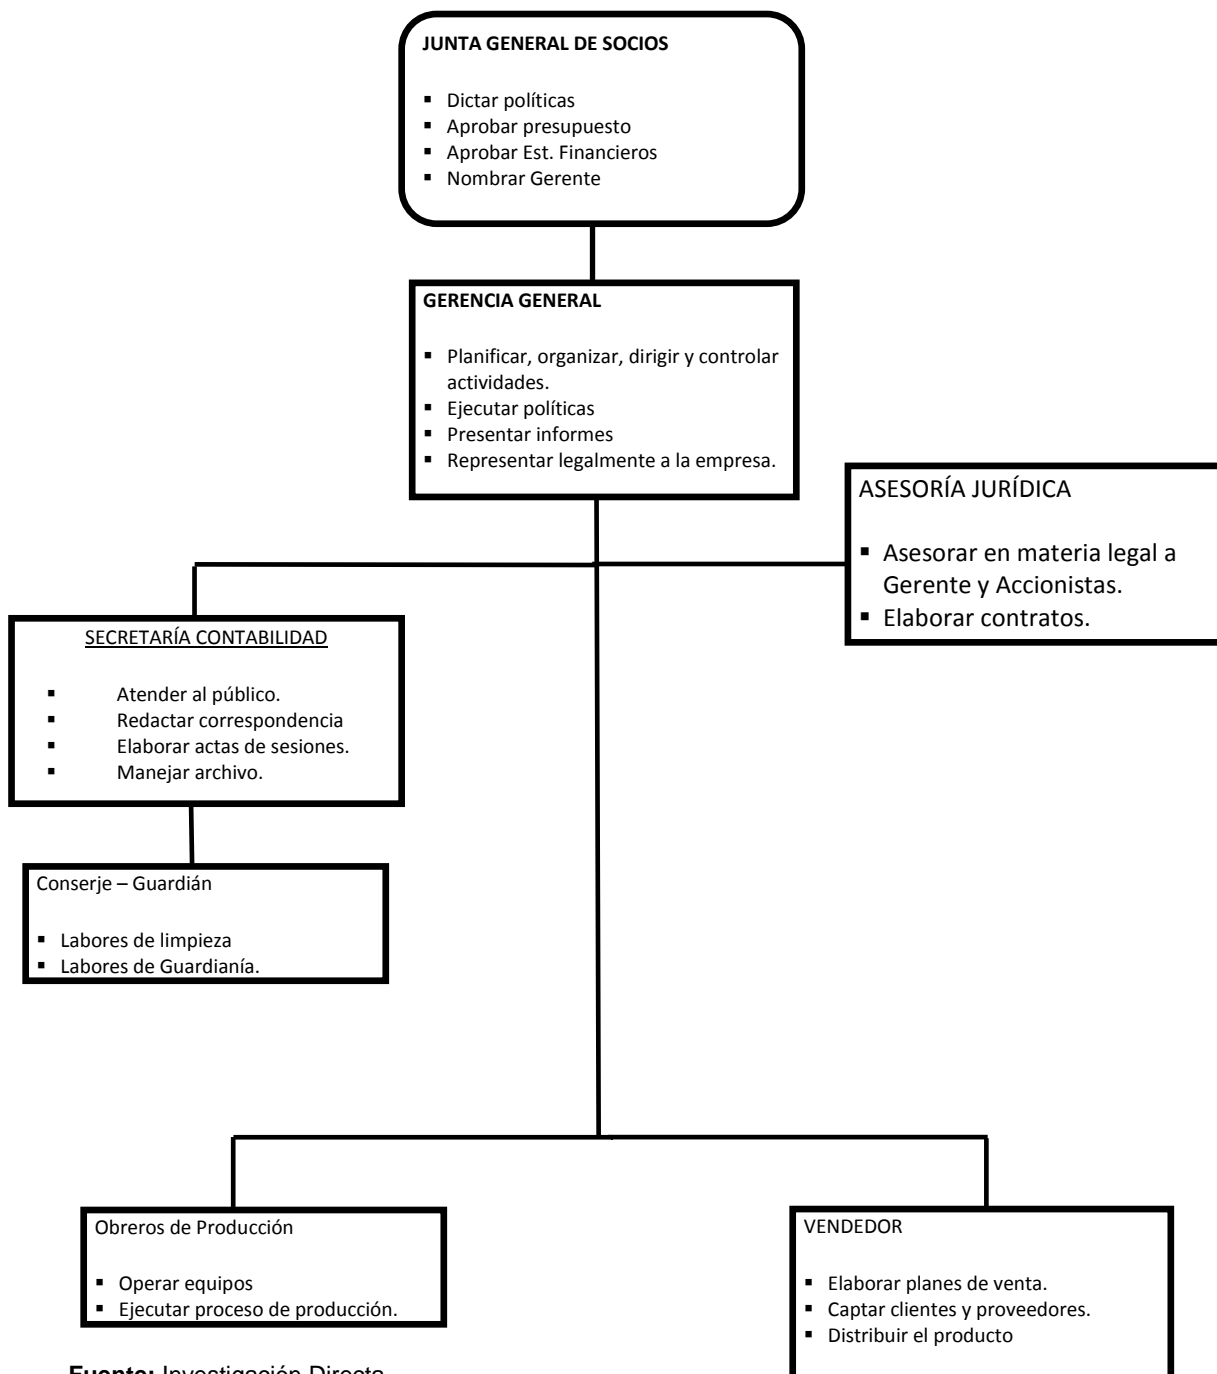 JUNTA GENERAL DE SOCIOS
▪ Dictar políticas
▪ Aprobar presupuesto
▪ Aprobar Est. Financieros
▪ Nombrar Gerente
GERENCIA GENERAL
▪ Planificar, organizar, dirigir y controlar
actividades.
▪ Ejecutar políticas
▪ Presentar informes
▪ Representar legalmente a la empresa.
ASESORÍA JURÍDICA
▪ Asesorar en materia legal a
Gerente y Accionistas.
▪ Elaborar contratos.
SECRETARÍA CONTABILIDAD
▪ Atender al público.
▪ Redactar correspondencia
▪ Elaborar actas de sesiones.
▪ Manejar archivo.
Conserje – Guardián
▪ Labores de limpieza
▪ Labores de Guardianía.
Obreros de Producción
▪ Operar equipos
▪ Ejecutar proceso de producción.
VENDEDOR
▪ Elaborar planes de venta.
▪ Captar clientes y proveedores.
▪ Distribuir el producto
Fuente: Investigación Directa